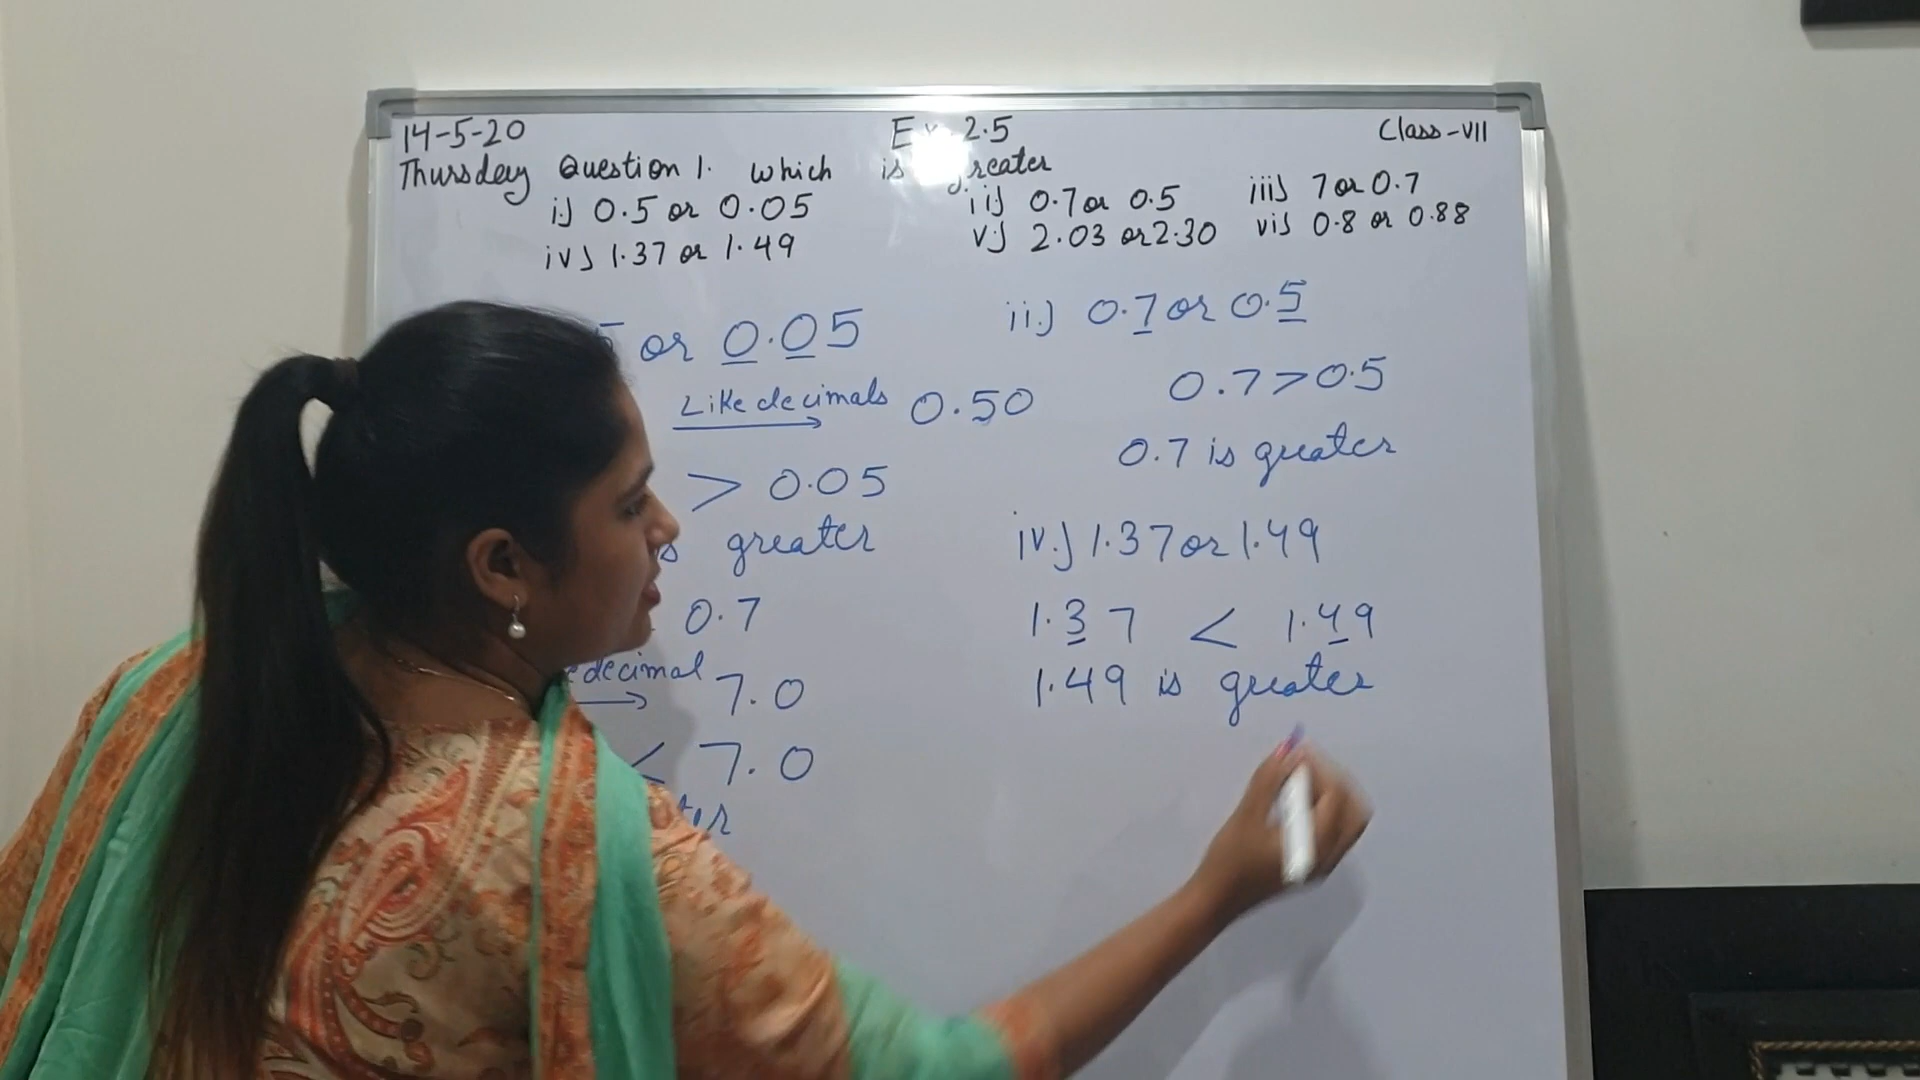 14-5-20 Ex 2.5 Class-VII
Thursday Question 1. which is greater
i) 0.5 or 0.05 ii) 0.7 or 0.5 iii) 7 or 0.7
iv) 1.37 or 1.49 v) 2.03 or 2.30 vi) 0.8 or 0.88
or 0.05
Like decimals 0.50
> 0.05
greater
0.7
decimal 7.0
< 7.0
ii.) 0.7 or 0.5
0.7 > 0.5
0.7 is greater
iv.) 1.37 or 1.49
1.37 < 1.49
1.49 is greater